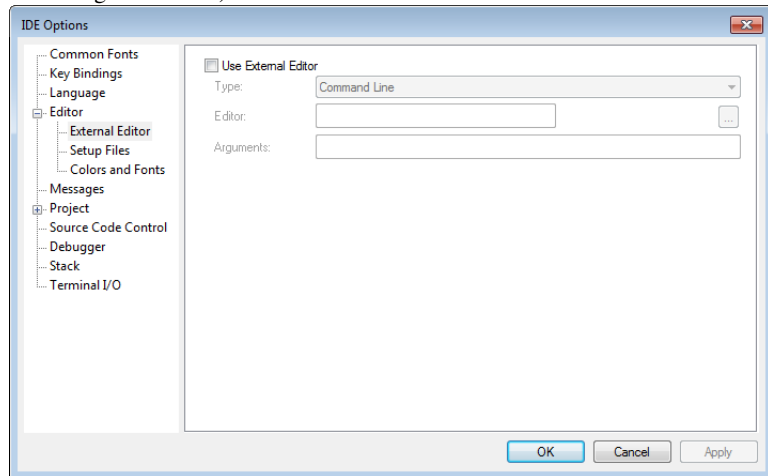 IDE Options
Common Fonts
Key Bindings
Language
Editor
External Editor
Setup Files
Colors and Fonts
Messages
Project
Source Code Control
Debugger
Stack
Terminal I/O
Use External Editor
Type: Command Line
Editor: ...
Arguments:
OK Cancel Apply